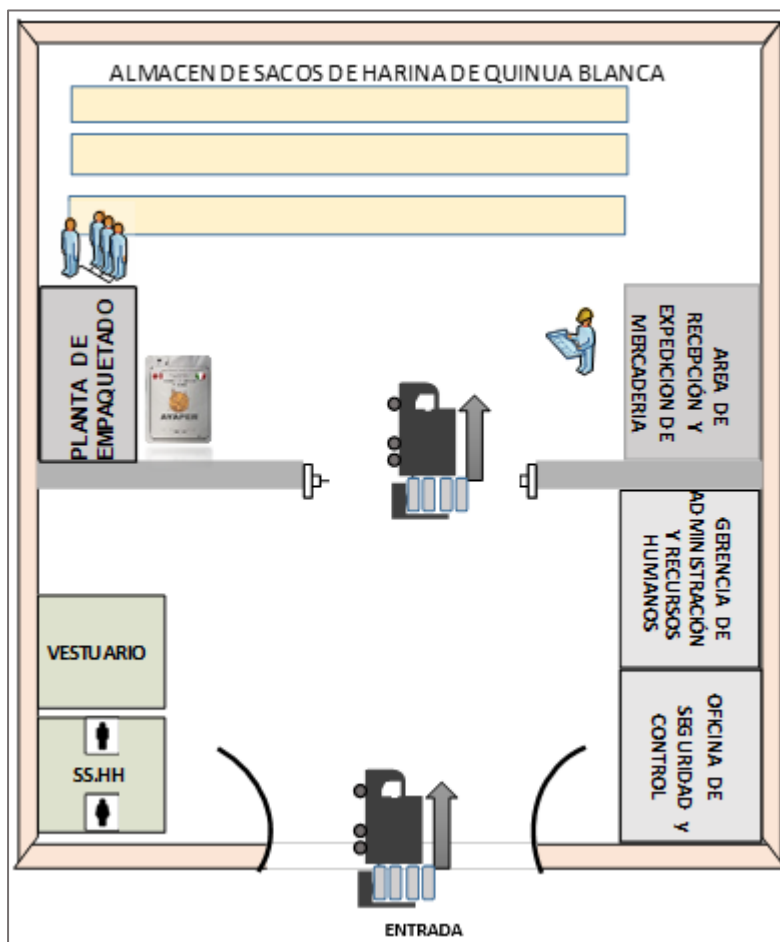 ALMACEN DE SACOS DE HARINA DE QUINUA BLANCA
PLANTA DE
EMPAQUETADO
AYAPER
AREA DE
RECEPCIÓN Y
EXPEDICION DE
MERCADERIA
GERENCIA DE
ADMINISTRACIÓN
Y RECURSOS
HUMANOS
VESTUARIO
SS.HH
OFICINA DE
SEGURIDAD Y
CONTROL
ENTRADA